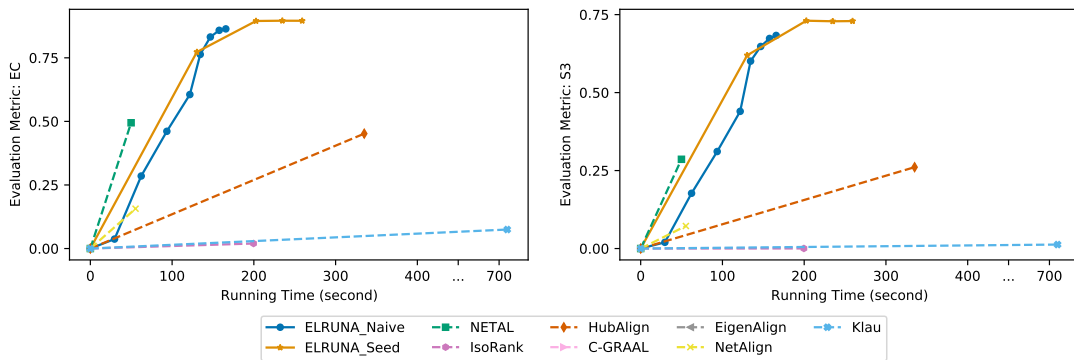 Evaluation Metric: EC
0.75
0.50
0.25
0.00
0 100 200 300 400 ... 700
Running Time (second)
Evaluation Metric: S3
0.75
0.50
0.25
0.00
0 100 200 300 400 ... 700
Running Time (second)
ELRUNA_Naive NETAL HubAlign EigenAlign Klau
ELRUNA_Seed IsoRank C-GRAAL NetAlign